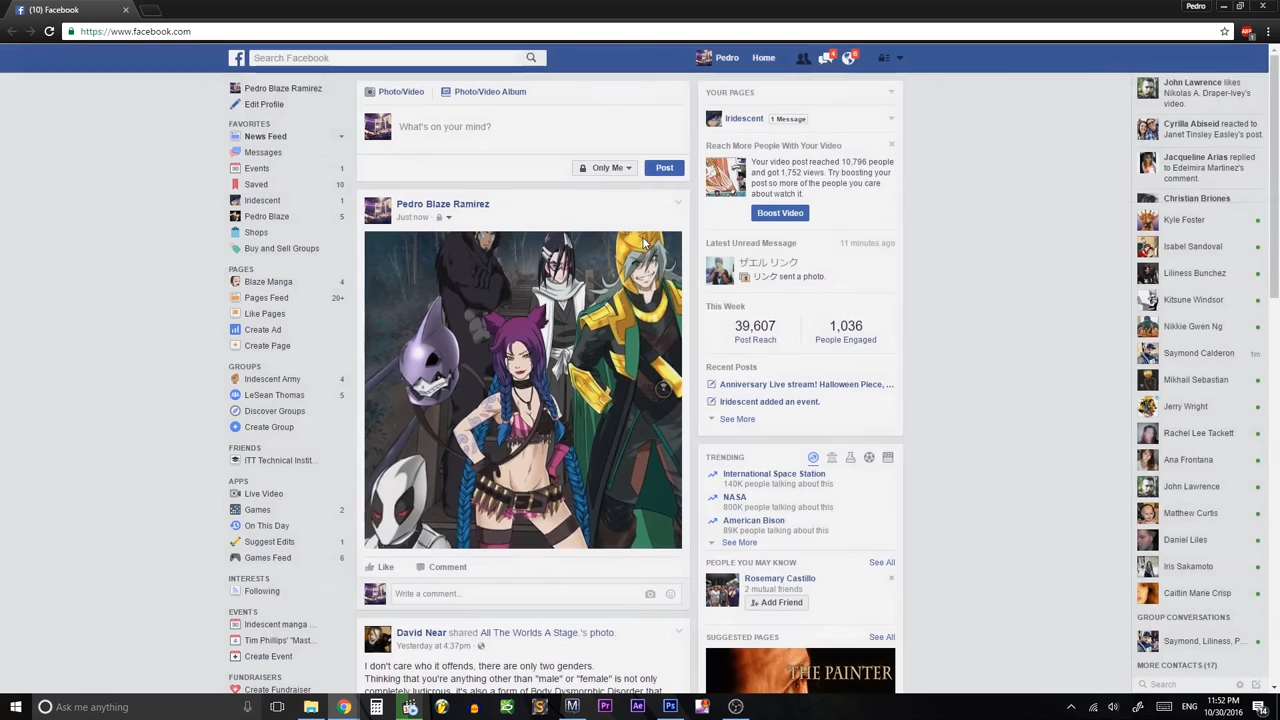 (10) Facebook
Pedro
https://www.facebook.com
Search Facebook
Pedro
Home
4
8
Pedro Blaze Ramirez
Edit Profile
FAVORITES
News Feed
Messages
Events 1
Saved 10
Iridescent 1
Pedro Blaze 5
Shops
Buy and Sell Groups
PAGES
Blaze Manga 4
Pages Feed 20+
Like Pages
Create Ad
Create Page
GROUPS
Iridescent Army 4
LeSean Thomas 5
Discover Groups
Create Group
FRIENDS
ITT Technical Instit...
APPS
Live Video
Games 2
On This Day
Suggest Edits 1
Games Feed 6
INTERESTS
Following
EVENTS
Iridescent manga ...
Tim Phillips' "Mast...
Create Event
FUNDRAISERS
Create Fundraiser
Photo/Video
Photo/Video Album
What's on your mind?
Only Me
Post
Pedro Blaze Ramirez
Just now
Like
Comment
Write a comment...
David Near shared All The Worlds A Stage.'s photo.
Yesterday at 4:37pm
I don't care who it offends, there are only two genders.
Thinking that you're anything other than "male" or "female" is not only
completely ludicrous, it's also a form of Body Dysmorphic Disorder that
YOUR PAGES
Iridescent 1 Message
Reach More People With Your Video
Your video post reached 10,796 people
and got 1,752 views. Try boosting your
post so more of the people you care
about watch it.
Boost Video
Latest Unread Message 11 minutes ago
ザエル リンク
リンク sent a photo.
This Week
39,607
Post Reach
1,036
People Engaged
Recent Posts
Anniversary Live stream! Halloween Piece, ...
Iridescent added an event.
See More
TRENDING
International Space Station
140K people talking about this
NASA
800K people talking about this
American Bison
89K people talking about this
See More
PEOPLE YOU MAY KNOW See All
Rosemary Castillo
2 mutual friends
Add Friend
SUGGESTED PAGES See All
THE PAINTER
John Lawrence likes
Nikolas A. Draper-Ivey's
video.
Cyrilla Abiseid reacted to
Janet Tinsley Easley's post.
Jacqueline Arias replied
to Edelmira Martinez's
comment.
Christian Briones
Kyle Foster
Isabel Sandoval
Liliness Bunchez
Kitsune Windsor
Nikkie Gwen Ng
Saymond Calderon 1m
Mikhail Sebastian
Jerry Wright
Rachel Lee Tackett
Ana Frontana
John Lawrence
Matthew Curtis
Daniel Liles
Iris Sakamoto
Caitlin Marie Crisp
GROUP CONVERSATIONS
Saymond, Liliness, P...
MORE CONTACTS (17)
Search
Ask me anything
ENG
11:52 PM
10/30/2016